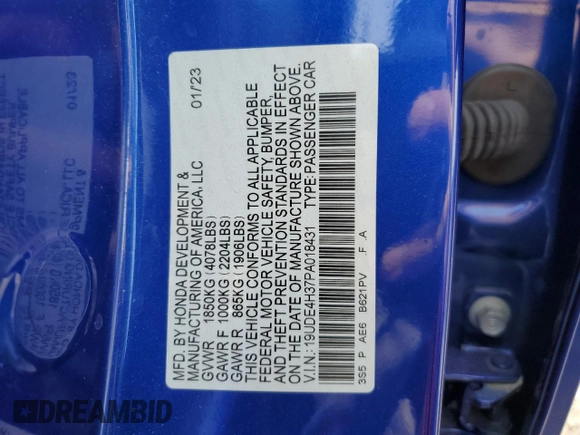 MFD. BY HONDA DEVELOPMENT &
MANUFACTURING OF AMERICA, LLC 01/23
GVWR 1850KG (4078LBS)
GAWR F 1000KG (2204LBS)
GAWR R 865KG (1908LBS)
THIS VEHICLE CONFORMS TO ALL APPLICABLE
FEDERAL MOTOR VEHICLE SAFETY, BUMPER,
AND THEFT PREVENTION STANDARDS IN EFFECT
ON THE DATE OF MANUFACTURE SHOWN ABOVE.
V.I.N.: 19UDE4H37PA018431 TYPE: PASSENGER CAR
3S5 P AE6 B621PV F A
DREAMBID